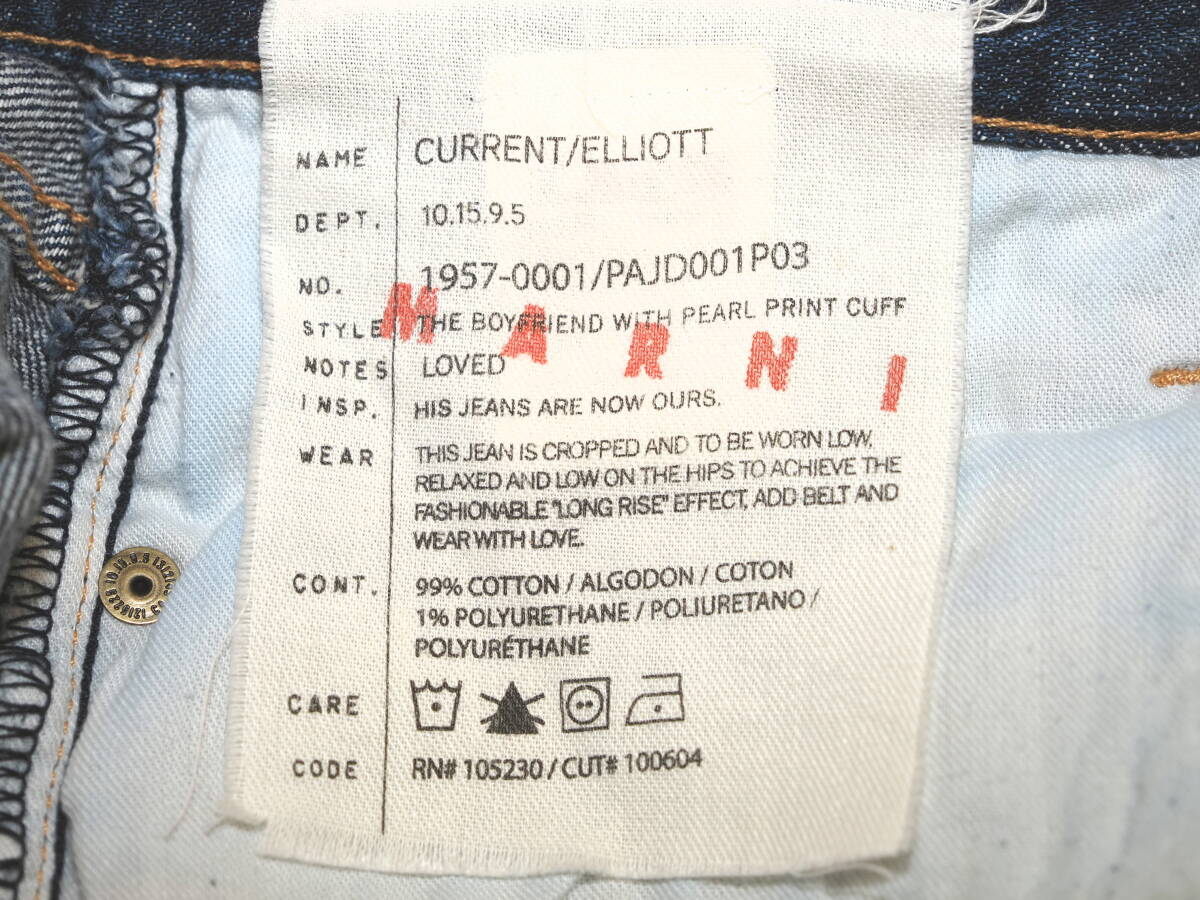 NAME CURRENT/ELLIOTT
DEPT. 10.15.9.5
NO. 1957-0001/PAJD001P03
STYLE THE BOYFRIEND WITH PEARL PRINT CUFF
MARNI
NOTES LOVED
INSP. HIS JEANS ARE NOW OURS.
WEAR THIS JEAN IS CROPPED AND TO BE WORN LOW,
RELAXED AND LOW ON THE HIPS TO ACHIEVE THE
FASHIONABLE "LONG RISE" EFFECT, ADD BELT AND
WEAR WITH LOVE.
CONT. 99% COTTON / ALGODON / COTON
1% POLYURETHANE / POLIURETANO /
POLYURÉTHANE
CARE
CODE RN# 105230 / CUT# 100604